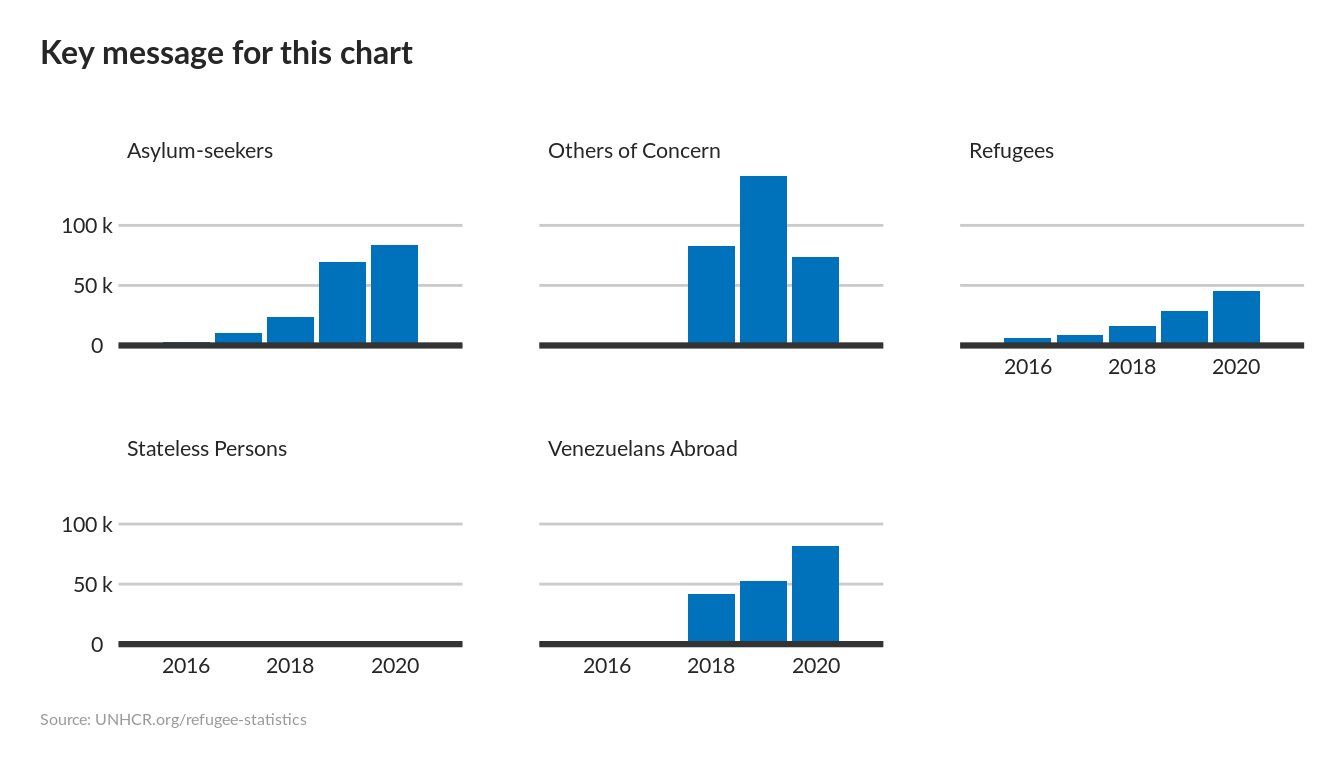 Key message for this chart
Asylum-seekers
Others of Concern
Refugees
100 k
50 k
0
2016 2018 2020
Stateless Persons
Venezuelans Abroad
100 k
50 k
0
2016 2018 2020
2016 2018 2020
Source: UNHCR.org/refugee-statistics